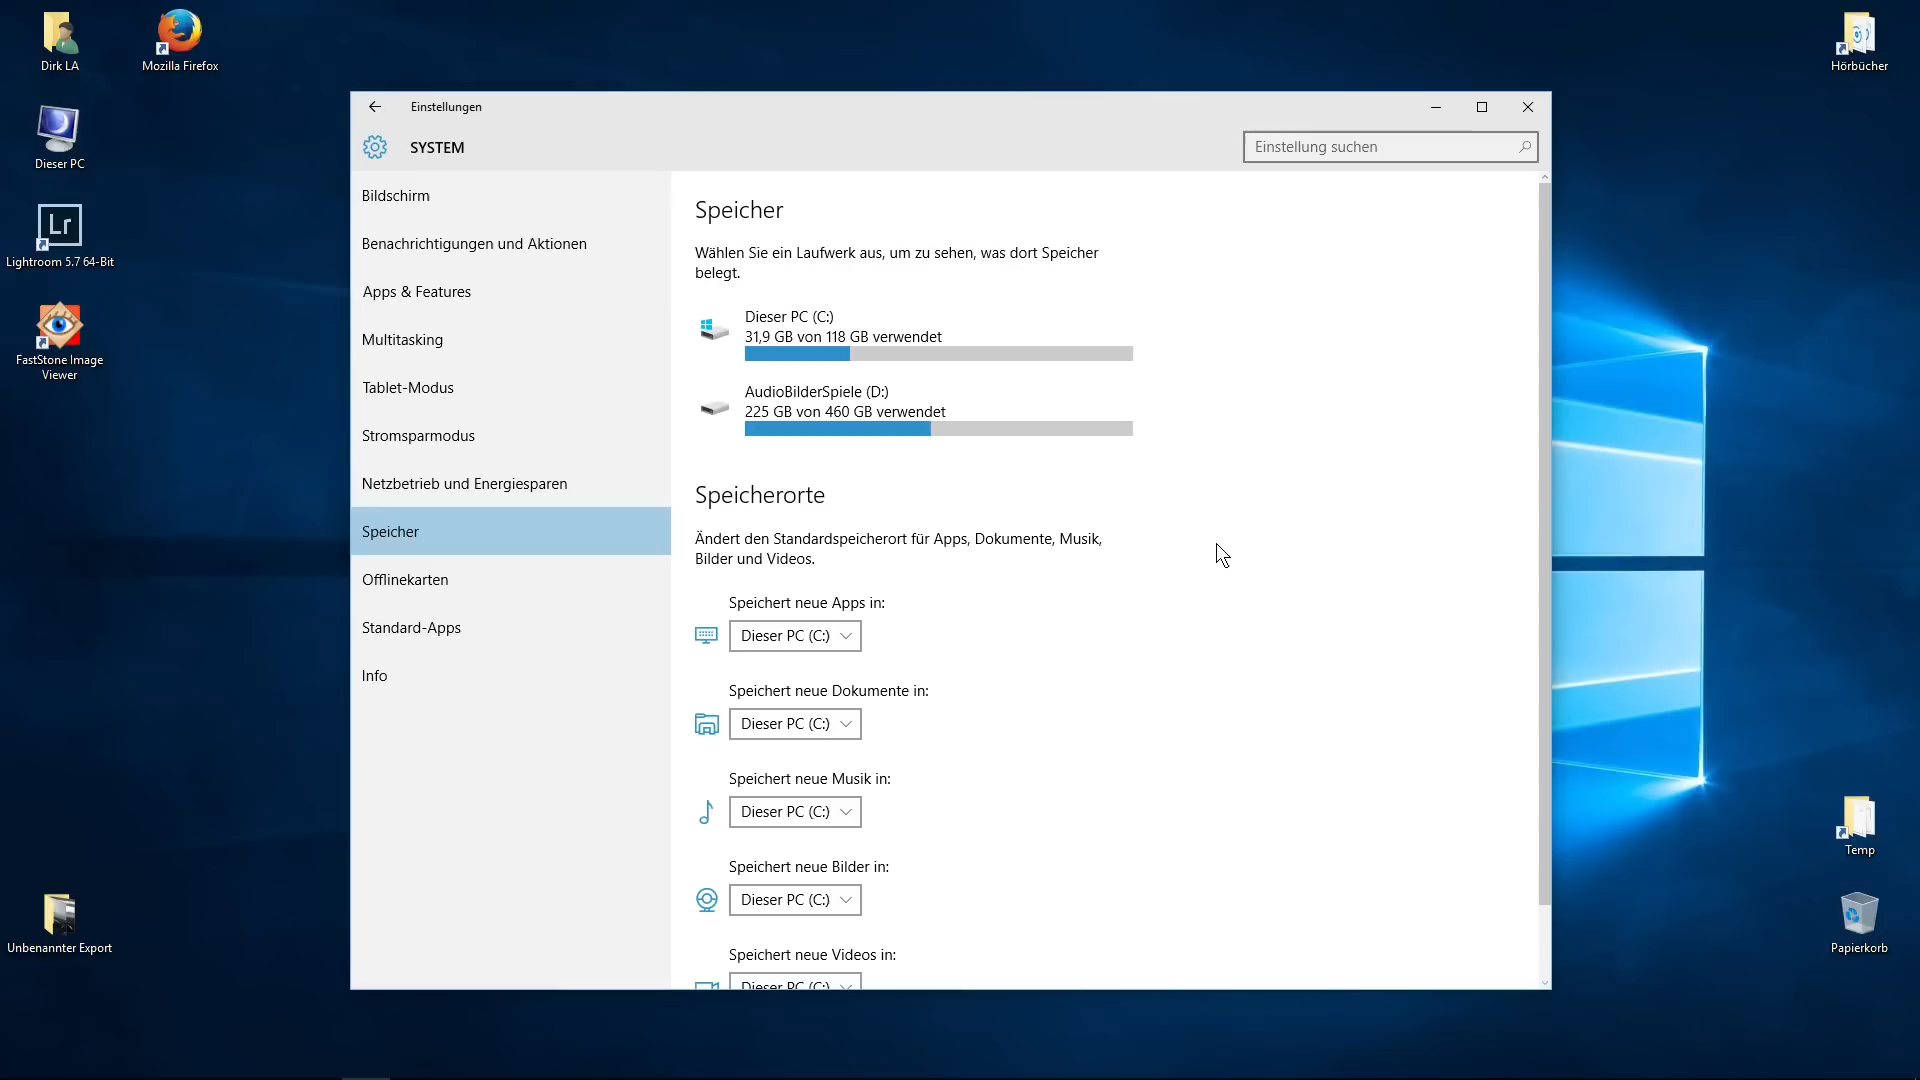 Dirk LA
Mozilla Firefox
Hörbücher
Dieser PC
Lr
Lightroom 5.7 64-Bit
FastStone Image
Viewer
Unbenannter Export
Temp
Papierkorb
Einstellungen
SYSTEM
Einstellung suchen
Bildschirm
Benachrichtigungen und Aktionen
Apps & Features
Multitasking
Tablet-Modus
Stromsparmodus
Netzbetrieb und Energiesparen
Speicher
Offlinekarten
Standard-Apps
Info
Speicher
Wählen Sie ein Laufwerk aus, um zu sehen, was dort Speicher
belegt.
Dieser PC (C:)
31,9 GB von 118 GB verwendet
AudioBilderSpiele (D:)
225 GB von 460 GB verwendet
Speicherorte
Ändert den Standardspeicherort für Apps, Dokumente, Musik,
Bilder und Videos.
Speichert neue Apps in:
Dieser PC (C:)
Speichert neue Dokumente in:
Dieser PC (C:)
Speichert neue Musik in:
Dieser PC (C:)
Speichert neue Bilder in:
Dieser PC (C:)
Speichert neue Videos in:
Dieser PC (C:)